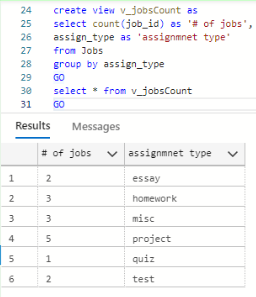 24 create view v_jobsCount as
25 select count(job_id) as '# of jobs',
26 assign_type as 'assignmnet type'
27 from Jobs
28 group by assign_type
29 GO
30 select * from v_jobsCount
31 GO
Results Messages
# of jobs assignmnet type
1 2 essay
2 3 homework
3 3 misc
4 5 project
5 1 quiz
6 2 test